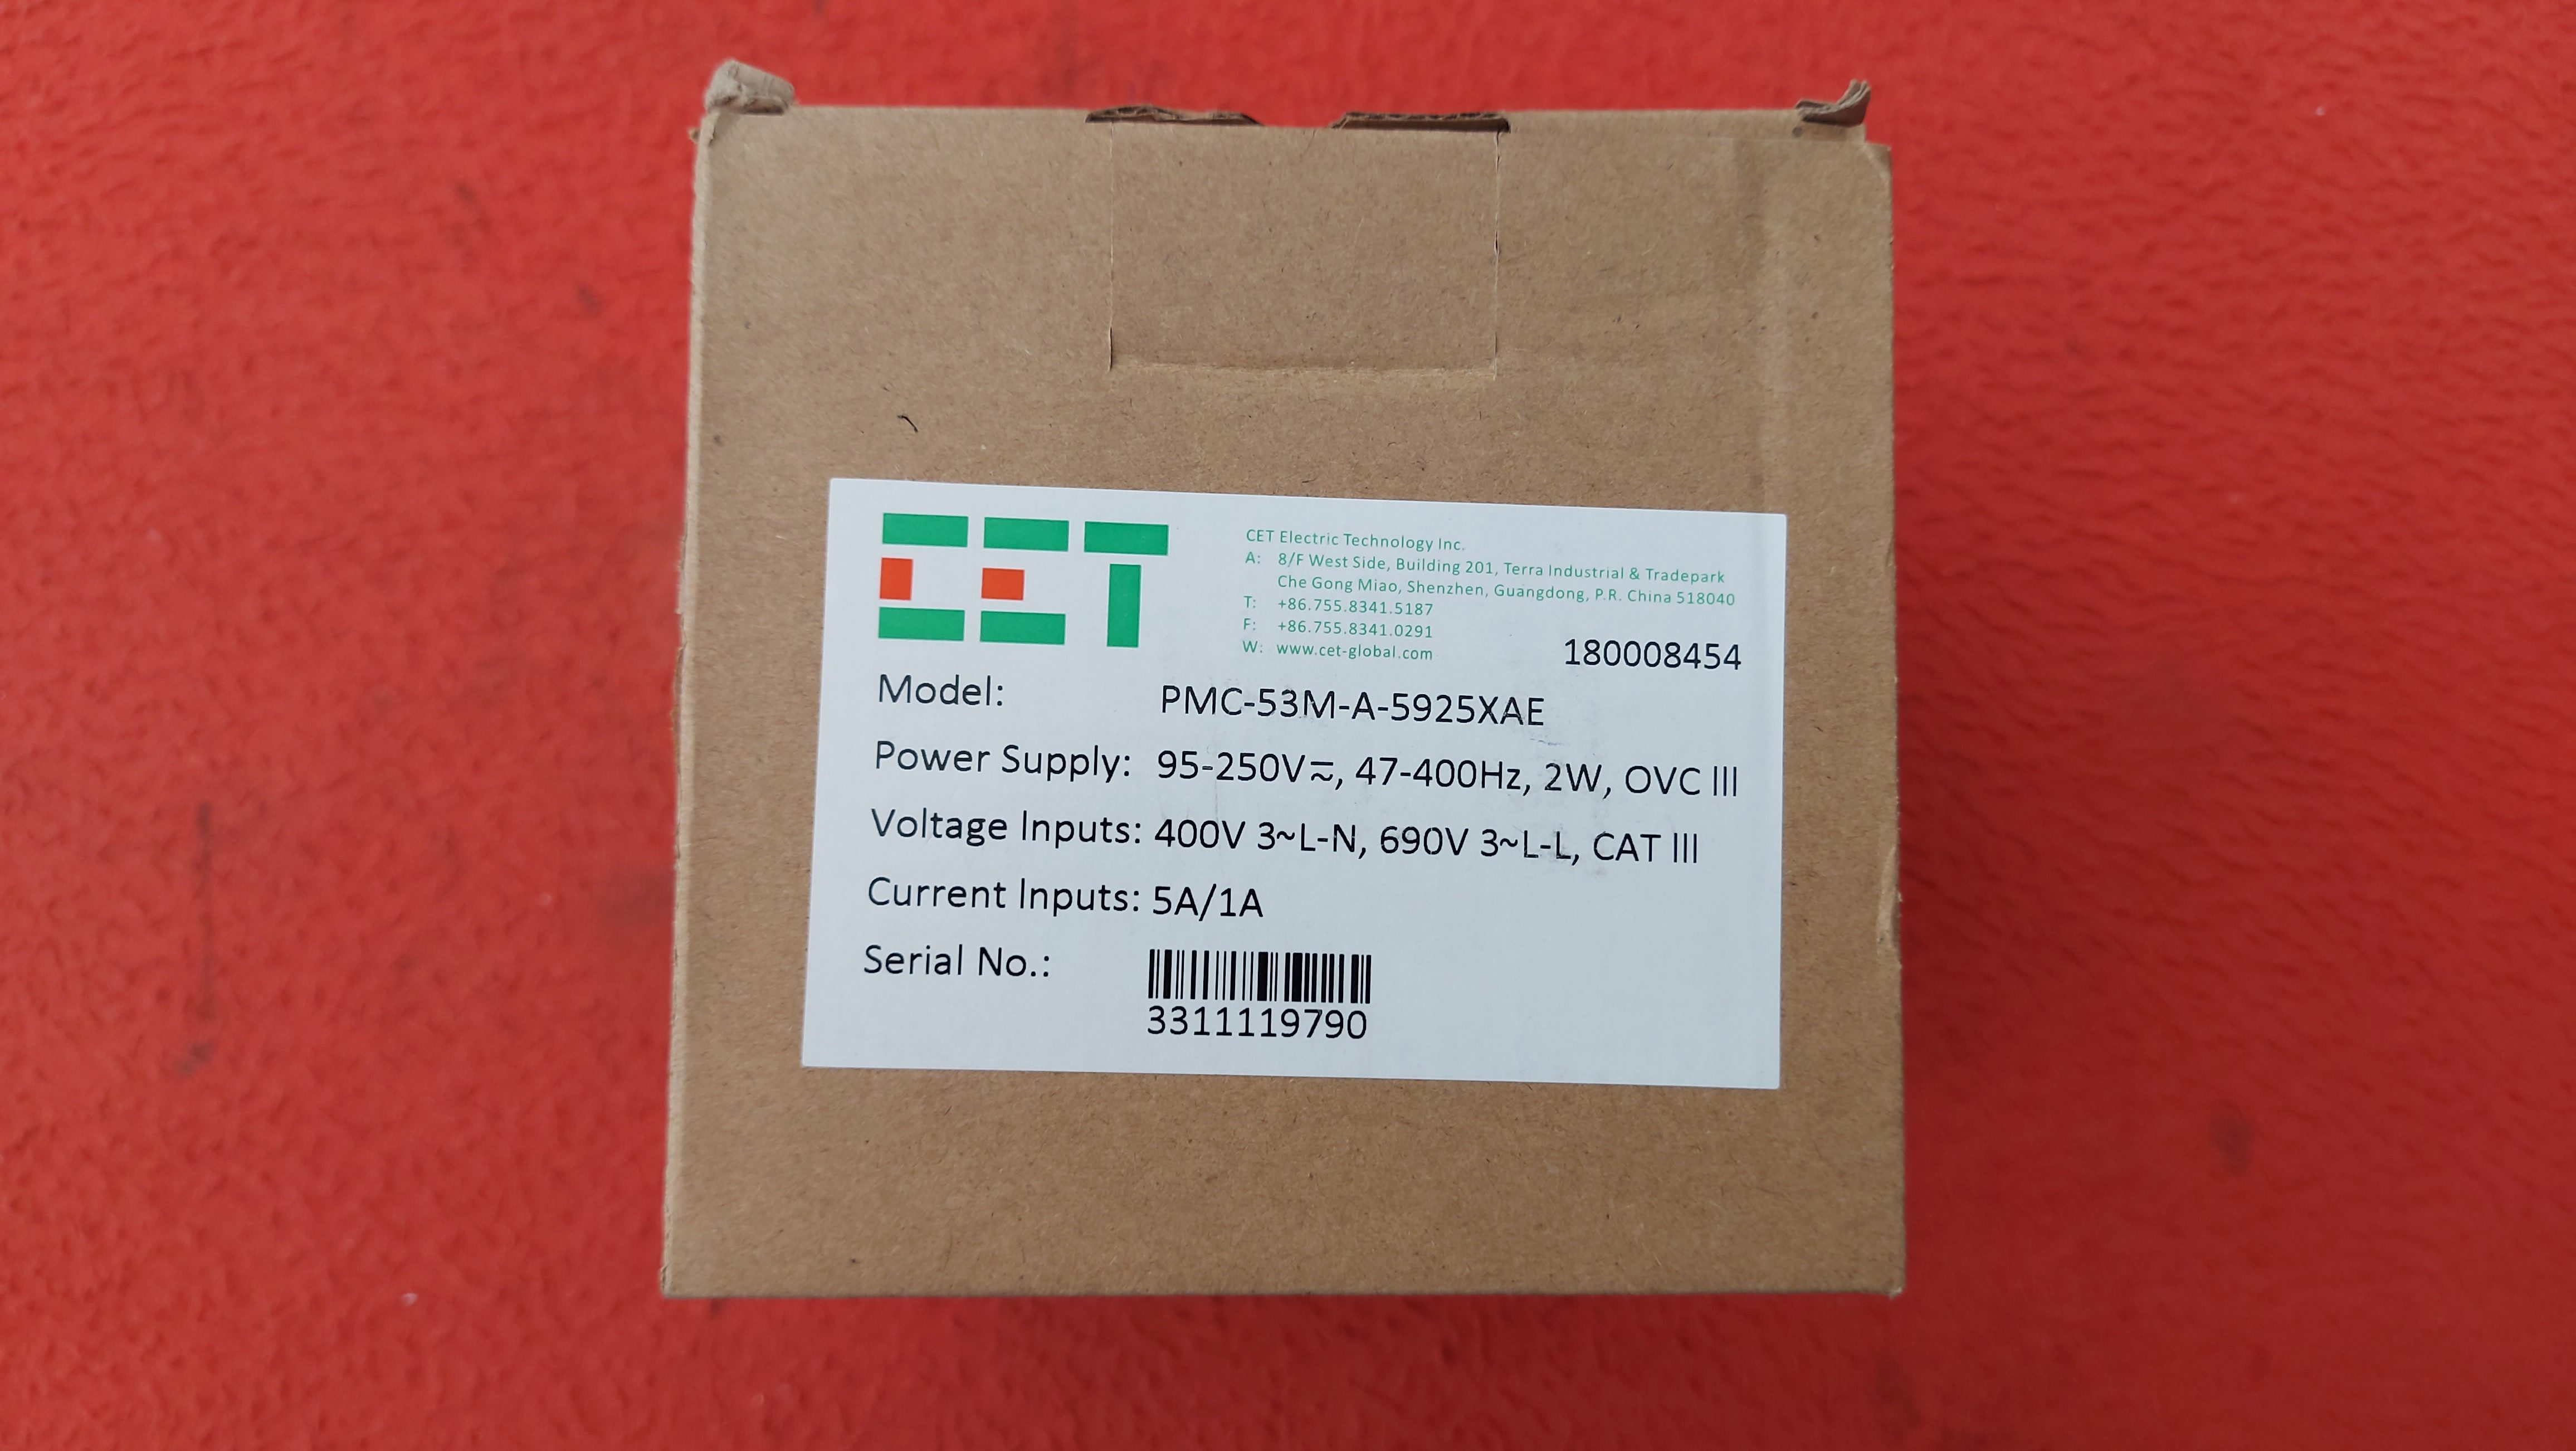 CET
CET Electric Technology Inc.
A: 8/F West Side, Building 201, Terra Industrial & Tradepark
Che Gong Miao, Shenzhen, Guangdong, P.R. China 518040
T: +86.755.8341.5187
F: +86.755.8341.0291
W: www.cet-global.com
180008454
Model: PMC-53M-A-5925XAE
Power Supply: 95-250V⎓~, 47-400Hz, 2W, OVC III
Voltage Inputs: 400V 3~L-N, 690V 3~L-L, CAT III
Current Inputs: 5A/1A
Serial No.:
3311119790